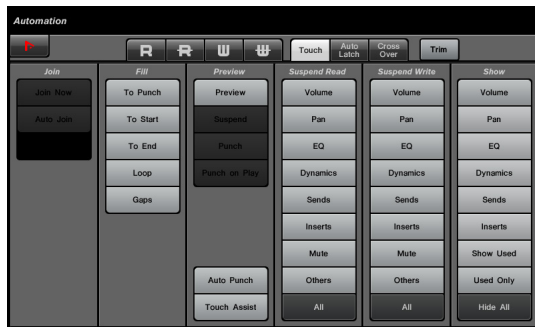 Automation
R R W W Touch Auto Latch Cross Over Trim
Join Fill Preview Suspend Read Suspend Write Show
Join Now To Punch Preview Volume Volume Volume
Auto Join To Start Suspend Pan Pan Pan
To End Punch EQ EQ EQ
Loop Punch on Play Dynamics Dynamics Dynamics
Gaps Sends Sends Sends
Inserts Inserts Inserts
Mute Mute Show Used
Auto Punch Others Others Used Only
Touch Assist All All Hide All